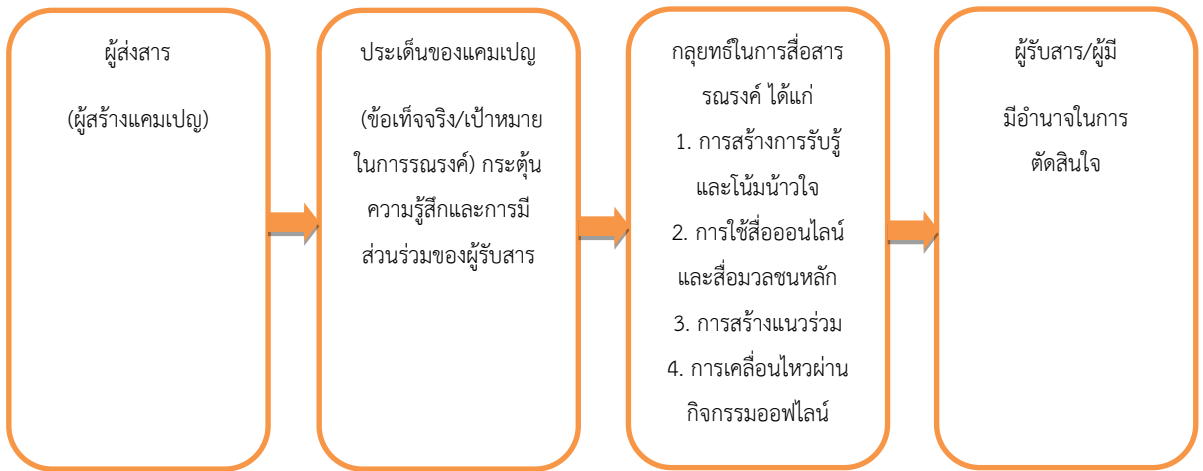 ผู้ส่งสาร
(ผู้สร้างแคมเปญ)
ประเด็นของแคมเปญ
(ข้อเท็จจริง/เป้าหมาย
ในการรณรงค์) กระตุ้น
ความรู้สึกและการมี
ส่วนร่วมของผู้รับสาร
กลุยทธ์ในการสื่อสาร
รณรงค์ ได้แก่
1. การสร้างการรับรู้
และโน้มน้าวใจ
2. การใช้สื่อออนไลน์
และสื่อมวลชนหลัก
3. การสร้างแนวร่วม
4. การเคลื่อนไหวผ่าน
กิจกรรมออฟไลน์
ผู้รับสาร/ผู้มี
มีอำนาจในการ
ตัดสินใจ